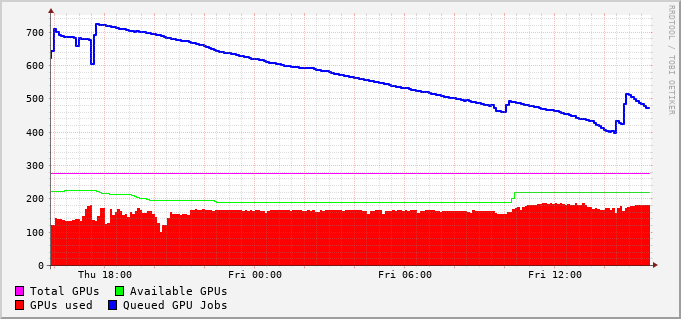 RRDTOOL / TOBI OETIKER
700
600
500
400
300
200
100
0
Thu 18:00 Fri 00:00 Fri 06:00 Fri 12:00
Total GPUs Available GPUs
GPUs used Queued GPU Jobs